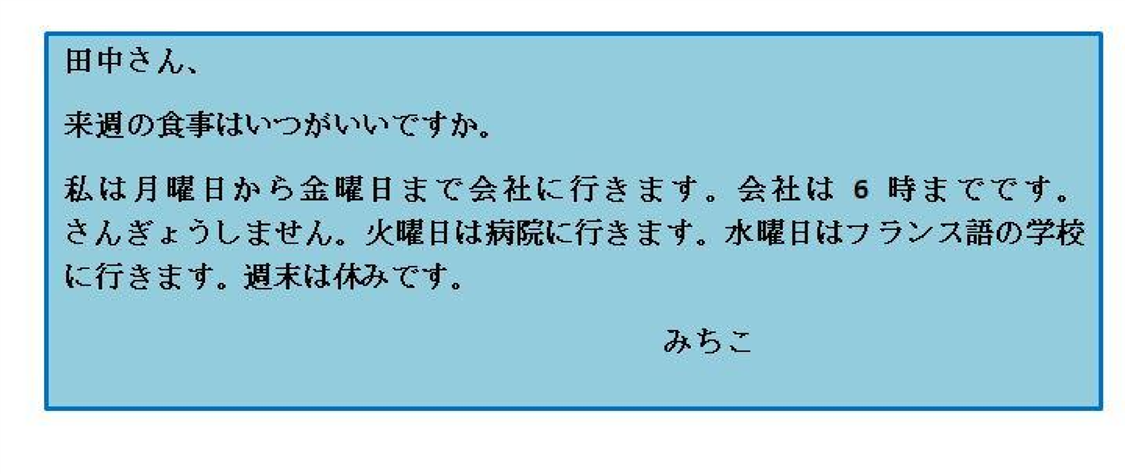 田中さん、
来週の食事はいつがいいですか。
私は月曜日から金曜日まで会社に行きます。会社は 6 時までです。
さんぎょうしません。火曜日は病院に行きます。水曜日はフランス語の学校
に行きます。週末は休みです。
みちこ